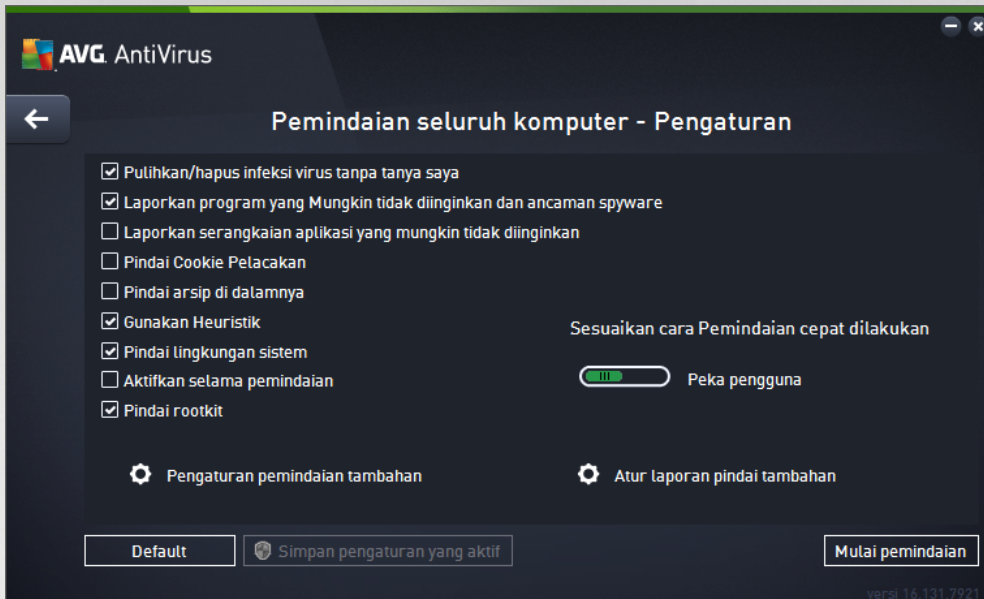 AVG. AntiVirus
Pemindaian seluruh komputer - Pengaturan
Pulihkan/hapus infeksi virus tanpa tanya saya
Laporkan program yang Mungkin tidak diinginkan dan ancaman spyware
Laporkan serangkaian aplikasi yang mungkin tidak diinginkan
Pindai Cookie Pelacakan
Pindai arsip di dalamnya
Gunakan Heuristik
Pindai lingkungan sistem
Aktifkan selama pemindaian
Pindai rootkit
Sesuaikan cara Pemindaian cepat dilakukan
Peka pengguna
Pengaturan pemindaian tambahan
Atur laporan pindai tambahan
Default
Simpan pengaturan yang aktif
Mulai pemindaian
versi 16.131.7921